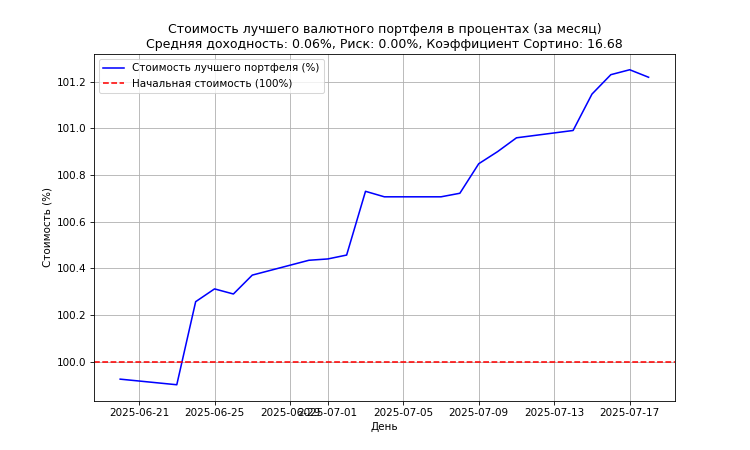 Стоимость лучшего валютного портфеля в процентах (за месяц)
Средняя доходность: 0.06%, Риск: 0.00%, Коэффициент Сортино: 16.68
Стоимость лучшего портфеля (%)
Начальная стоимость (100%)
Стоимость (%)
101.2
101.0
100.8
100.6
100.4
100.2
100.0
2025-06-21
2025-06-25
2025-06-29
2025-07-01
2025-07-05
2025-07-09
2025-07-13
2025-07-17
День